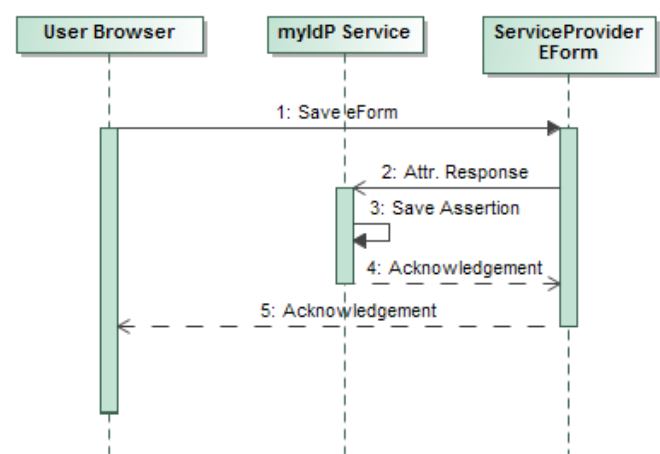 User Browser
myIdP Service
ServiceProvider
EForm
1: Save eForm
2: Attr. Response
3: Save Assertion
4: Acknowledgement
5: Acknowledgement